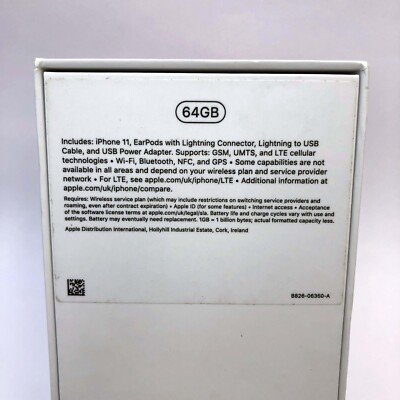 64GB
Includes: iPhone 11, EarPods with Lightning Connector, Lightning to USB
Cable, and USB Power Adapter. Supports: GSM, UMTS, and LTE cellular
technologies • Wi-Fi, Bluetooth, NFC, and GPS • Some capabilities are not
available in all areas and depend on your wireless plan and service provider
network • For LTE, see apple.com/uk/iphone/LTE • Additional information at
apple.com/uk/iphone/compare.
Requires: Wireless service plan (which may include restrictions on switching service providers and
roaming, even after contract expiration) • Apple ID (for some features) • Internet access • Acceptance
of the software license terms at apple.com/uk/legal/sla. Battery life and charge cycles vary with use and
settings. Battery may eventually need replacement. 1GB = 1 billion bytes; actual formatted capacity less.
Apple Distribution International, Hollyhill Industrial Estate, Cork, Ireland
B826-06350-A